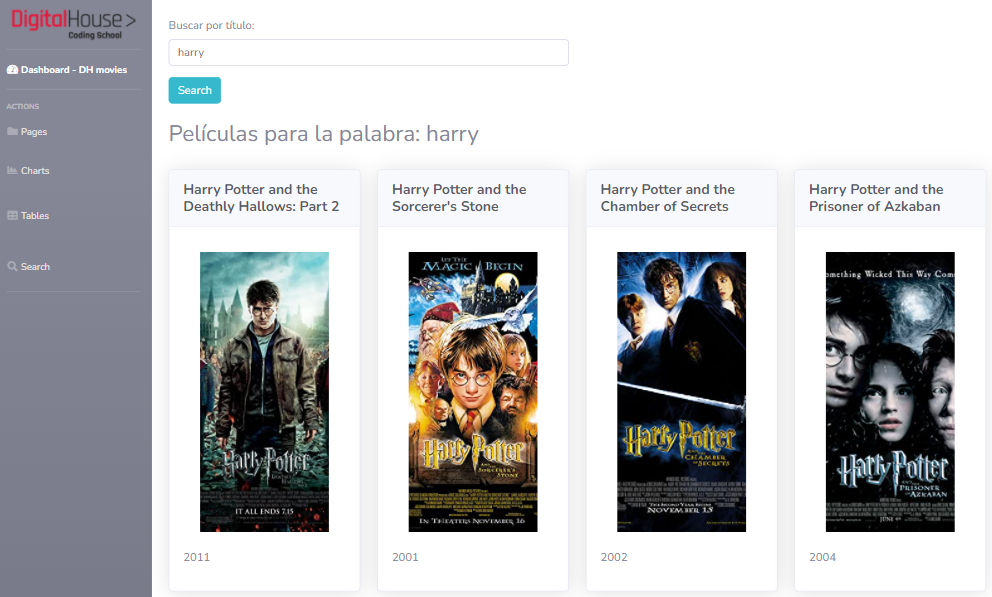 DigitalHouse>
Coding School
Dashboard - DH movies
ACTIONS
Pages
Charts
Tables
Search
Buscar por título:
harry
Search
Películas para la palabra: harry
Harry Potter and the
Deathly Hallows: Part 2
HARRY POTTER
IT ALL ENDS 7.15
2011
Harry Potter and the
Sorcerer's Stone
LET THE
MAGIC BEGIN
HARRY POTTER
AND THE
SORCERER'S
STONE
IN THEATERS NOVEMBER 16
2001
Harry Potter and the
Chamber of Secrets
HARRY POTTER
AND THE
CHAMBER
OF SECRETS
NOVEMBER 15
2002
Harry Potter and the
Prisoner of Azkaban
omething Wicked This Way Com
HARRY POTTER
AND THE
PRISONER
OF AZKABAN
JUNE 4
2004